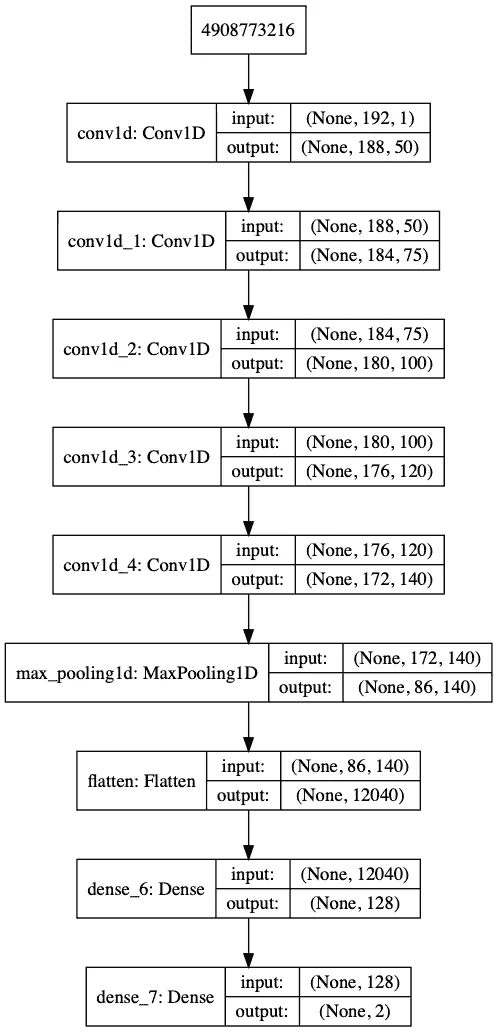 4908773216
conv1d: Conv1D
input: (None, 192, 1)
output: (None, 188, 50)
conv1d_1: Conv1D
input: (None, 188, 50)
output: (None, 184, 75)
conv1d_2: Conv1D
input: (None, 184, 75)
output: (None, 180, 100)
conv1d_3: Conv1D
input: (None, 180, 100)
output: (None, 176, 120)
conv1d_4: Conv1D
input: (None, 176, 120)
output: (None, 172, 140)
max_pooling1d: MaxPooling1D
input: (None, 172, 140)
output: (None, 86, 140)
flatten: Flatten
input: (None, 86, 140)
output: (None, 12040)
dense_6: Dense
input: (None, 12040)
output: (None, 128)
dense_7: Dense
input: (None, 128)
output: (None, 2)